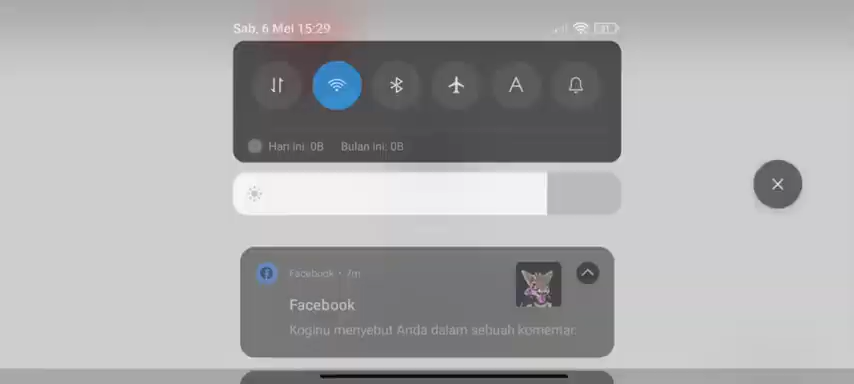 Sab, 6 Mei 15:29
A
Hari ini: 0B Bulan ini: 0B
Facebook • 7m
Facebook
Koginu menyebut Anda dalam sebuah komentar.